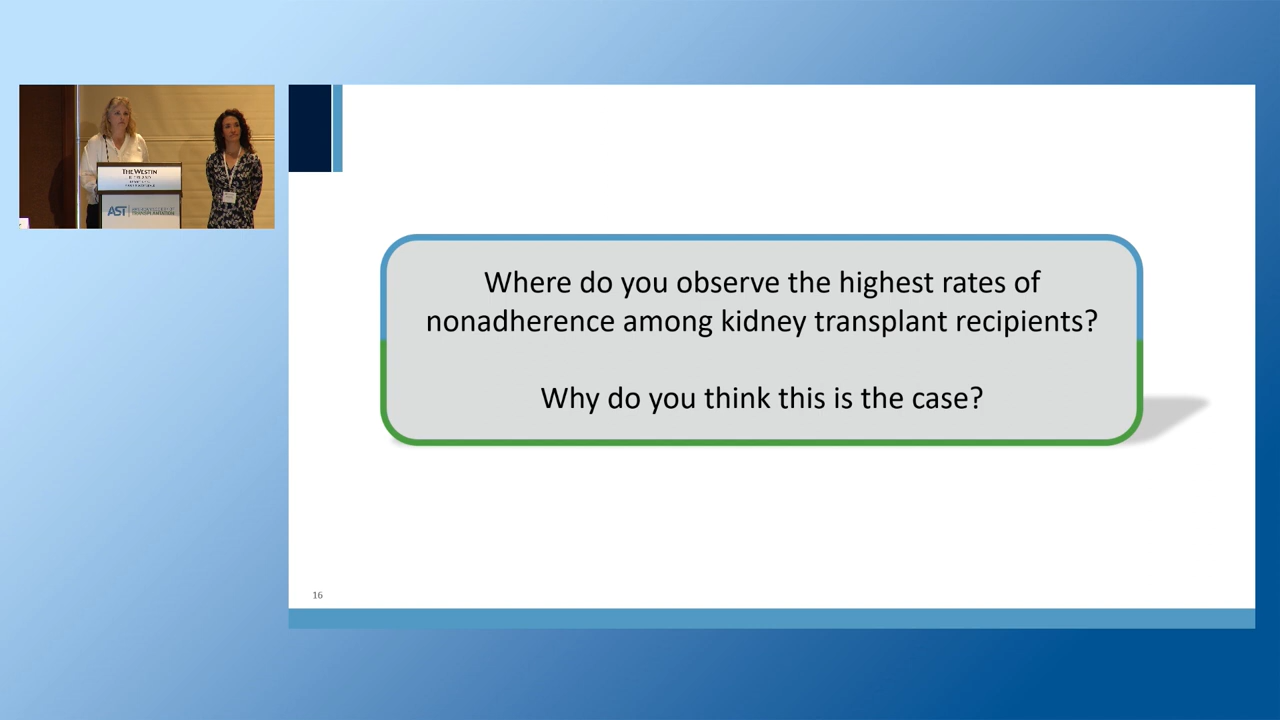 THE WESTIN
AST
TRANSPLANTATION
Where do you observe the highest rates of
nonadherence among kidney transplant recipients?
Why do you think this is the case?
16